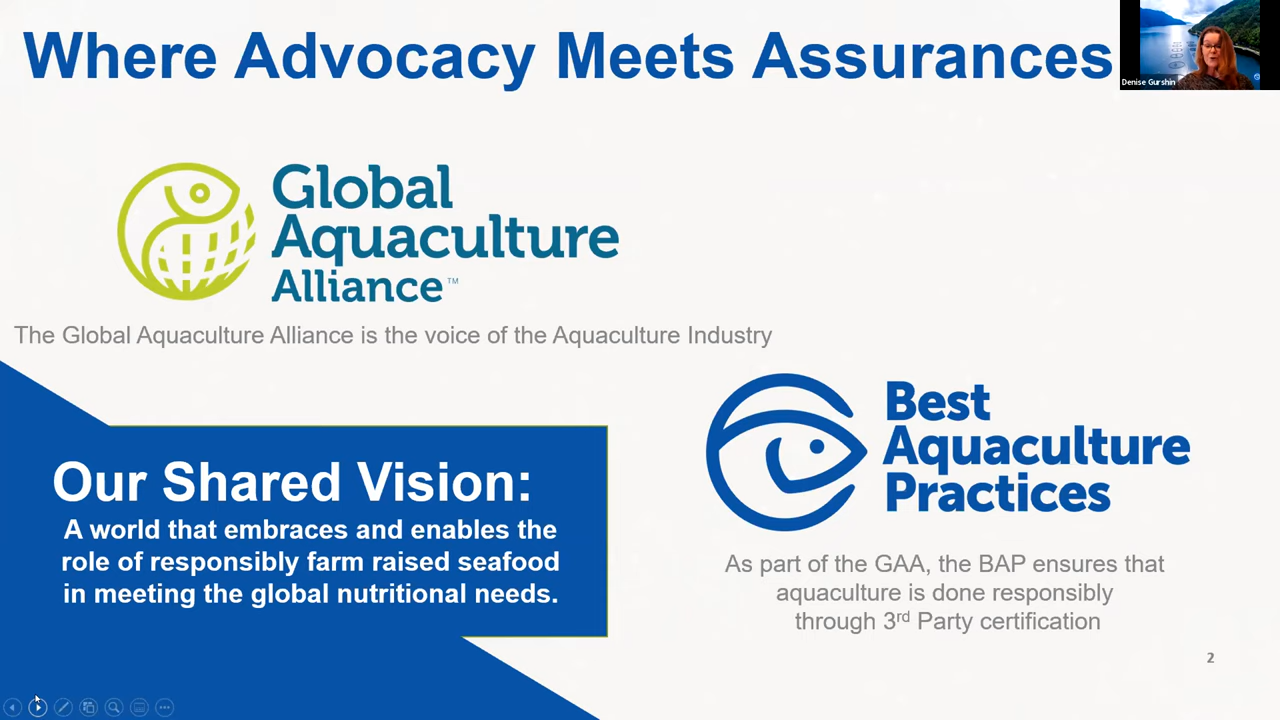 Where Advocacy Meets Assurances
Denise Gurshin
Global
Aquaculture
Alliance™
The Global Aquaculture Alliance is the voice of the Aquaculture Industry
Our Shared Vision:
A world that embraces and enables the
role of responsibly farm raised seafood
in meeting the global nutritional needs.
Best
Aquaculture
Practices
As part of the GAA, the BAP ensures that
aquaculture is done responsibly
through 3rd Party certification
2